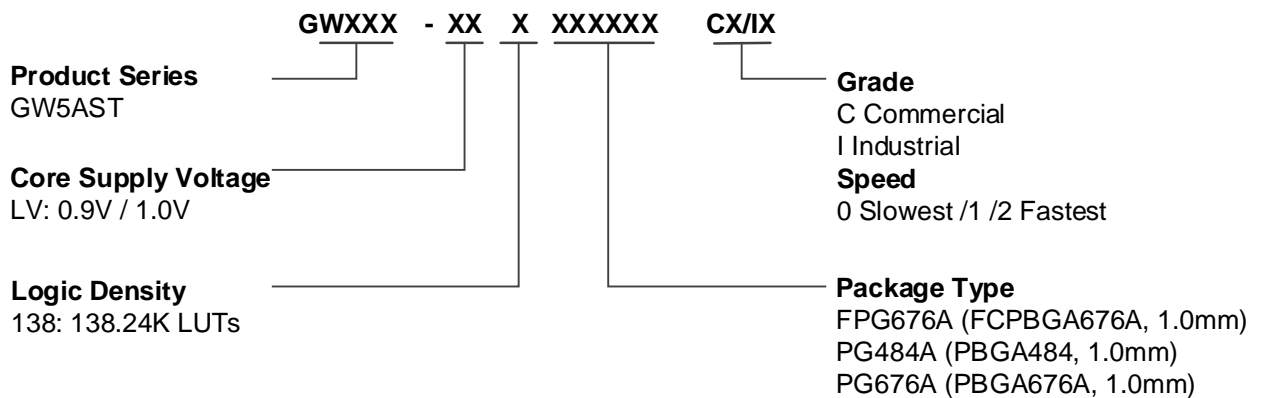 GWXXX - XX X XXXXXX CX/IX
Product Series
GW5AST
Core Supply Voltage
LV: 0.9V / 1.0V
Logic Density
138: 138.24K LUTs
Grade
C Commercial
I Industrial
Speed
0 Slowest /1 /2 Fastest
Package Type
FPG676A (FCPBGA676A, 1.0mm)
PG484A (PBGA484, 1.0mm)
PG676A (PBGA676A, 1.0mm)